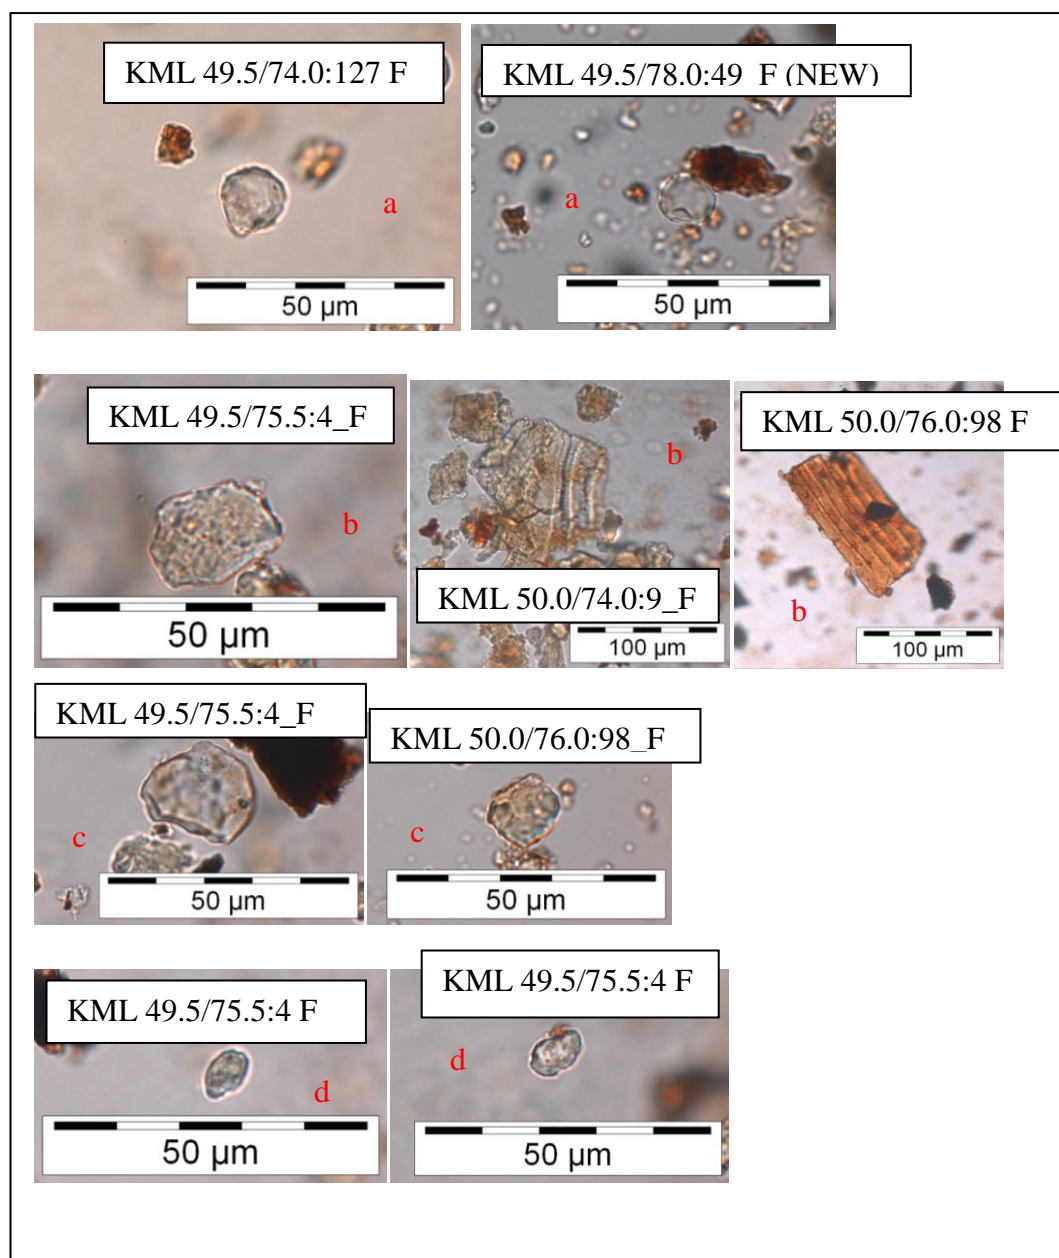 KML 49.5/74.0:127 F
a
50 µm
KML 49.5/78.0:49_F (NEW)
a
50 µm
KML 49.5/75.5:4_F
b
50 µm
b
KML 50.0/74.0:9_F
100 µm
KML 50.0/76.0:98 F
b
100 µm
KML 49.5/75.5:4_F
c
50 µm
KML 50.0/76.0:98_F
c
50 µm
KML 49.5/75.5:4 F
d
50 µm
KML 49.5/75.5:4 F
d
50 µm